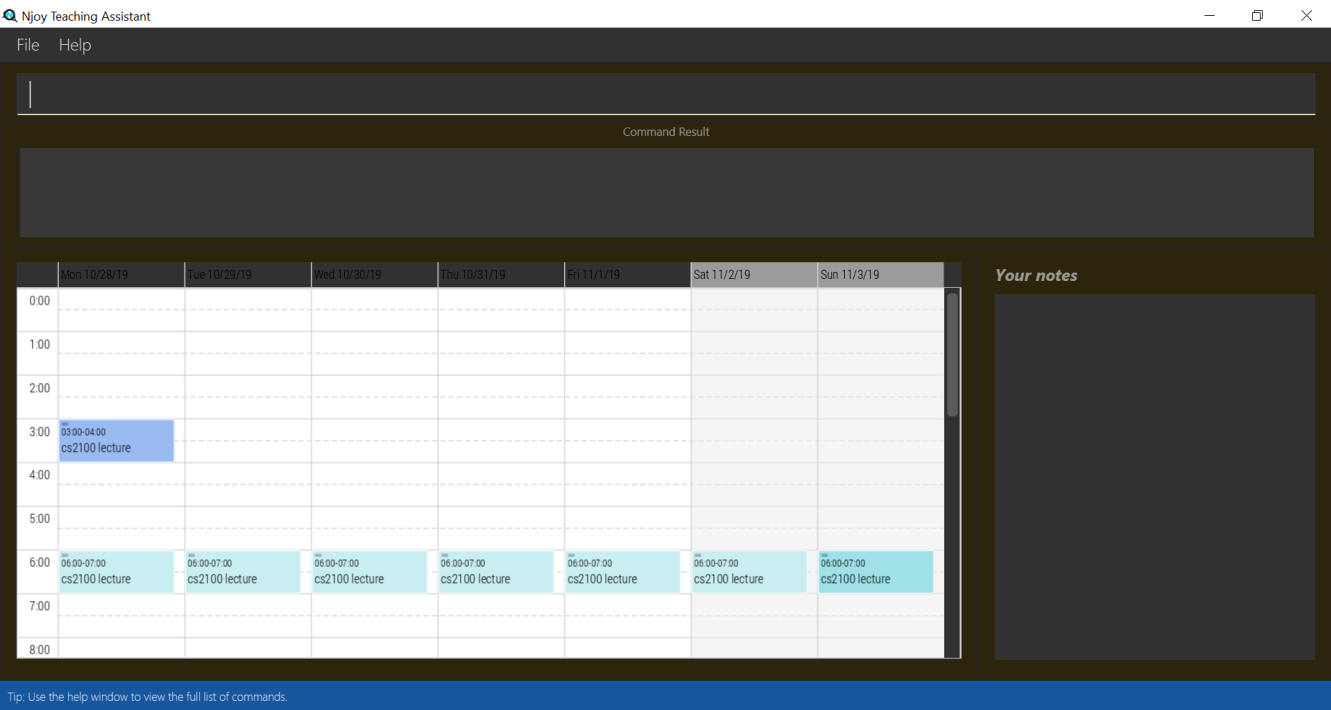 Njoy Teaching Assistant
File Help
Command Result
Mon 10/28/19 Tue 10/29/19 Wed 10/30/19 Thu 10/31/19 Fri 11/1/19 Sat 11/2/19 Sun 11/3/19
Your notes
0:00
1:00
2:00
3:00 03:00-04:00
cs2100 lecture
4:00
5:00
6:00 06:00-07:00 06:00-07:00 06:00-07:00 06:00-07:00 06:00-07:00 06:00-07:00 06:00-07:00
cs2100 lecture cs2100 lecture cs2100 lecture cs2100 lecture cs2100 lecture cs2100 lecture cs2100 lecture
7:00
8:00
Tip: Use the help window to view the full list of commands.